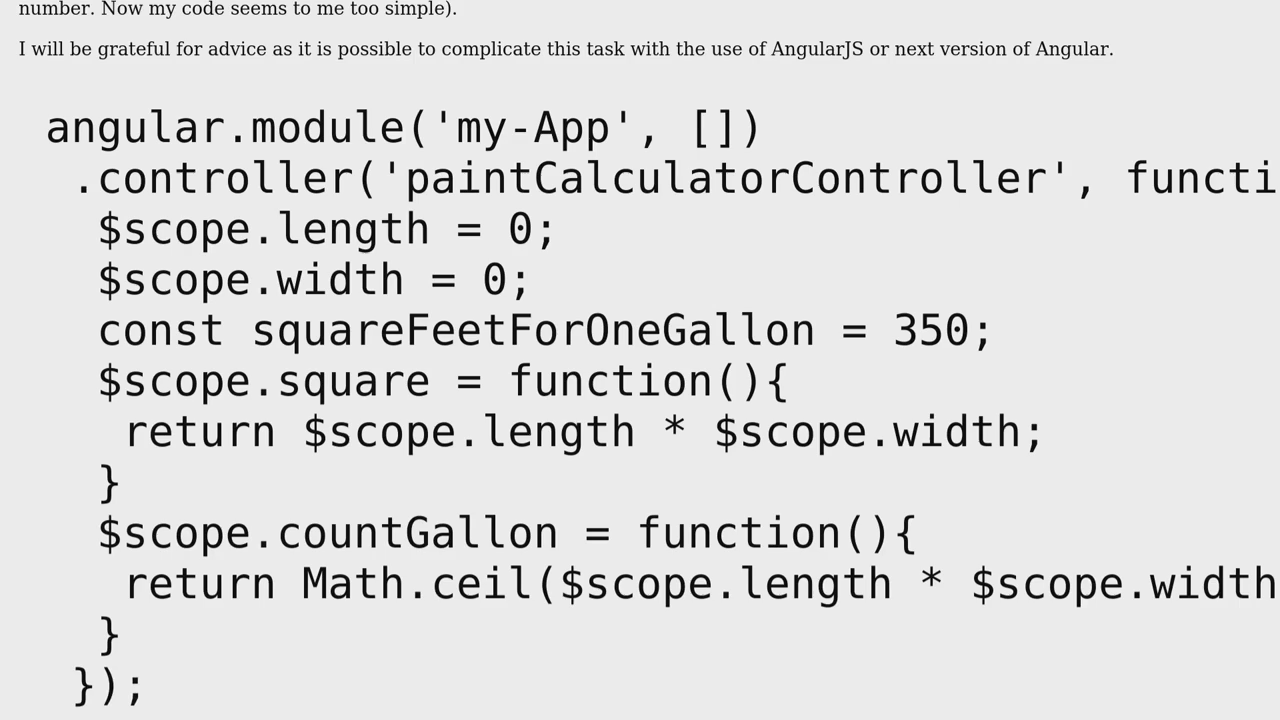 number. Now my code seems to me too simple).
I will be grateful for advice as it is possible to complicate this task with the use of AngularJS or next version of Angular.
angular.module('my-App', [])
.controller('paintCalculatorController', functi
$scope.length = 0;
$scope.width = 0;
const squareFeetForOneGallon = 350;
$scope.square = function(){
return $scope.length * $scope.width;
}
$scope.countGallon = function(){
return Math.ceil($scope.length * $scope.width
}
});